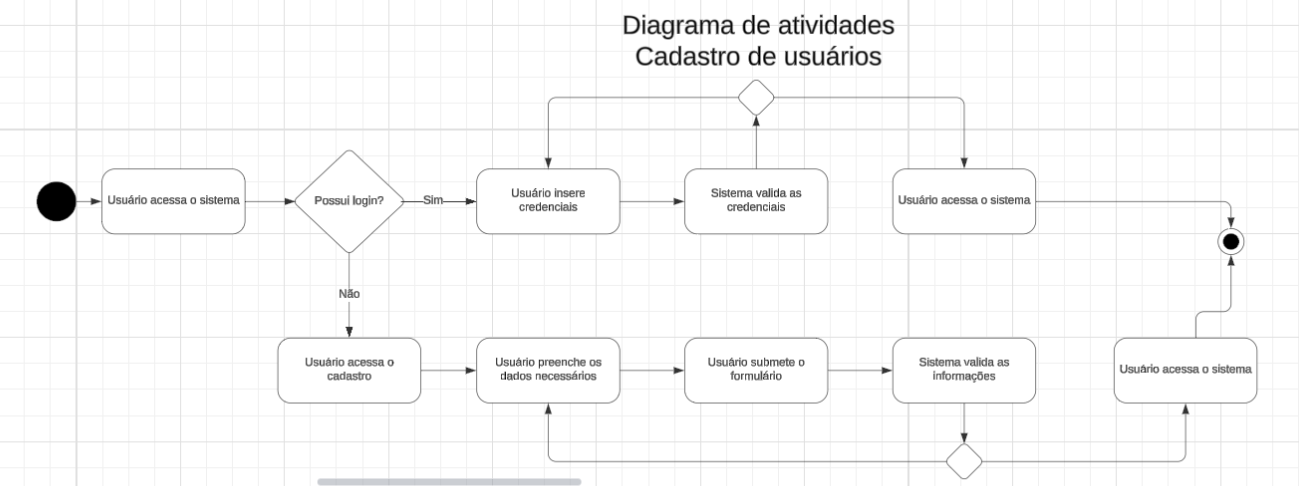 Diagrama de atividades
Cadastro de usuários
Usuário acessa o sistema
Possui login?
Sim
Usuário insere
credenciais
Sistema valida as
credenciais
Usuário acessa o sistema
Não
Usuário acessa o
cadastro
Usuário preenche os
dados necessários
Usuário submete o
formulário
Sistema valida as
informações
Usuário acessa o sistema